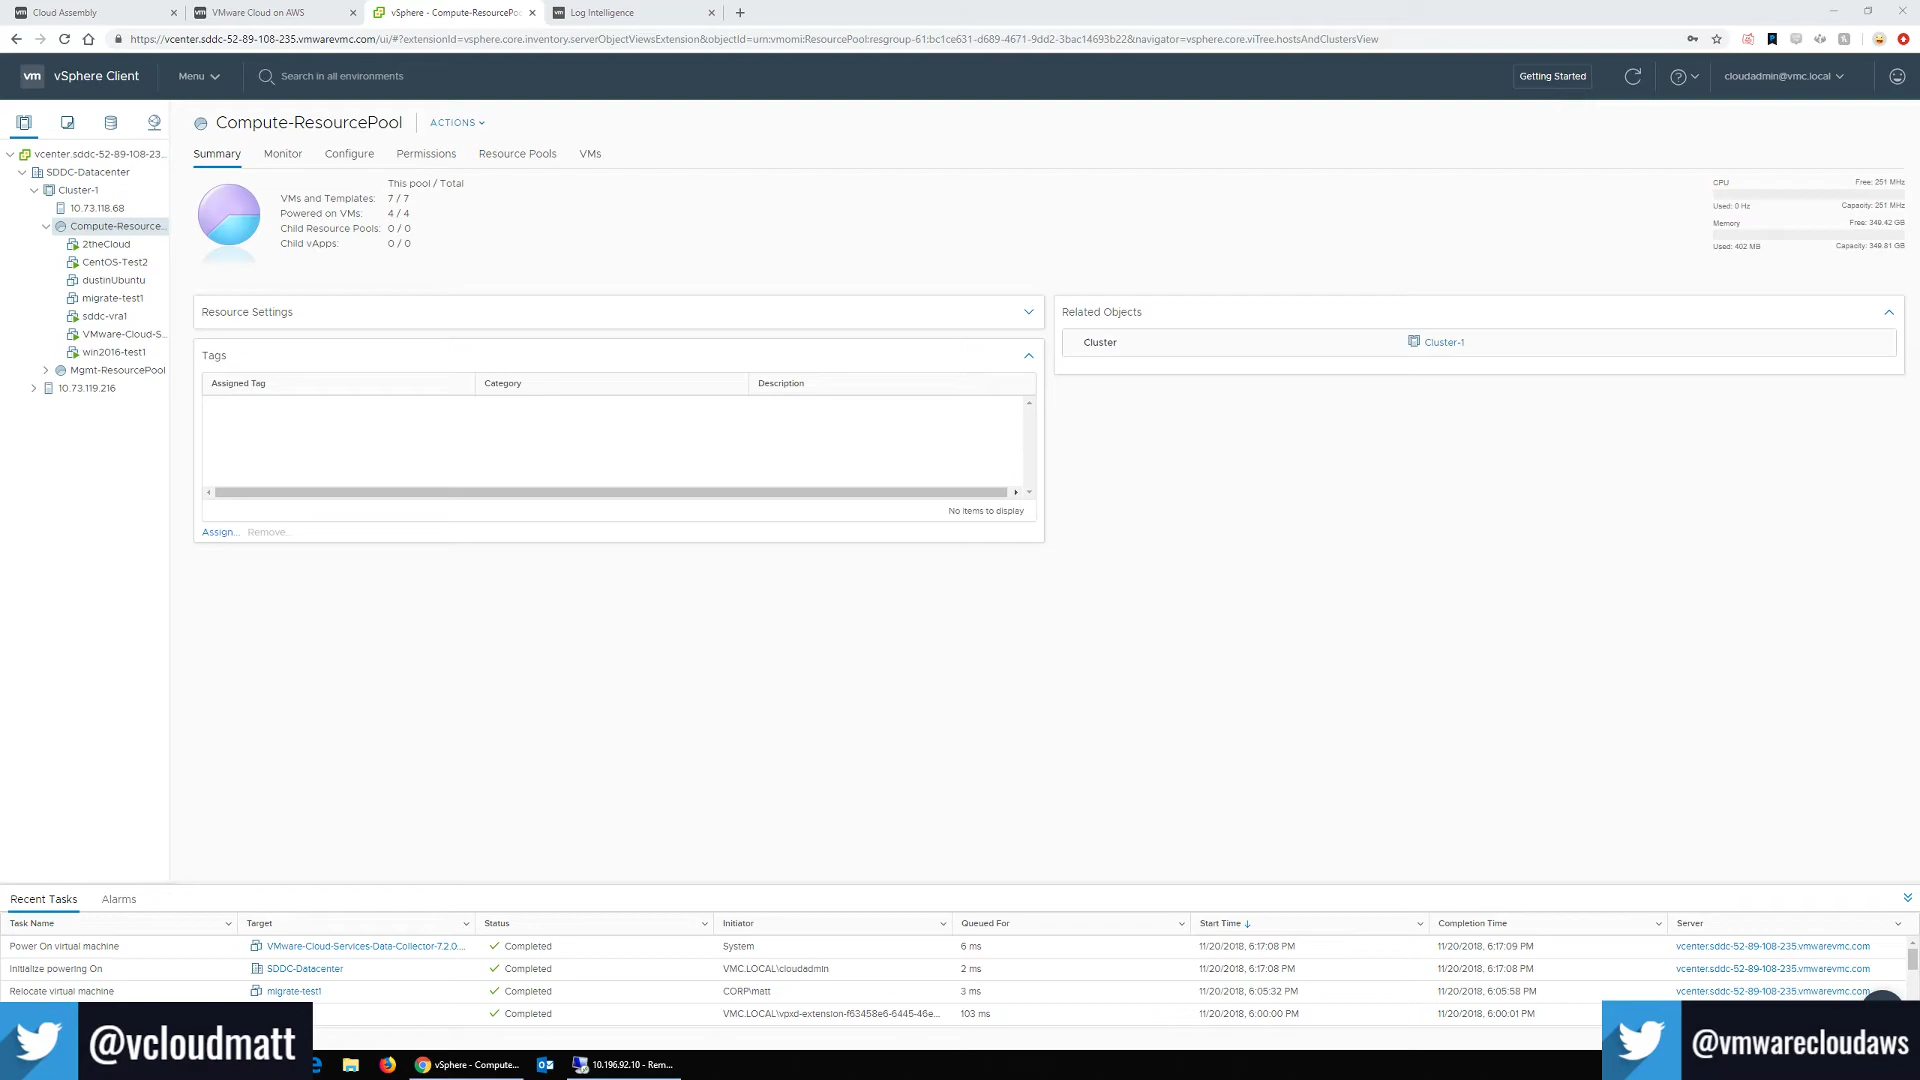 vm Cloud Assembly
vm VMware Cloud on AWS
vSphere - Compute-ResourcePoc
vm Log Intelligence
https://vcenter.sddc-52-89-108-235.vmwarevmc.com/ui/#?extensionId=vsphere.core.inventory.serverObjectViewsExtension&objectId=urn:vmomi:ResourcePool:resgroup-61:bc1ce631-d689-4671-9dd2-3bac14693b22&navigator=vsphere.core.viTree.hostsAndClustersView
vm vSphere Client
Menu
Search in all environments
Getting Started
cloudadmin@vmc.local
vcenter.sddc-52-89-108-23...
SDDC-Datacenter
Cluster-1
10.73.118.68
Compute-Resource...
2theCloud
CentOS-Test2
dustinUbuntu
migrate-test1
sddc-vra1
VMware-Cloud-S...
win2016-test1
Mgmt-ResourcePool
10.73.119.216
Compute-ResourcePool
ACTIONS
Summary Monitor Configure Permissions Resource Pools VMs
This pool / Total
VMs and Templates: 7 / 7
Powered on VMs: 4 / 4
Child Resource Pools: 0 / 0
Child vApps: 0 / 0
CPU Free: 251 MHz
Used: 0 Hz Capacity: 251 MHz
Memory Free: 349.42 GB
Used: 402 MB Capacity: 349.81 GB
Resource Settings
Tags
Assigned Tag Category Description
No items to display
Assign... Remove...
Related Objects
Cluster Cluster-1
Recent Tasks Alarms
Task Name Target Status Initiator Queued For Start Time Completion Time Server
Power On virtual machine VMware-Cloud-Services-Data-Collector-7.2.0.... Completed System 6 ms 11/20/2018, 6:17:08 PM 11/20/2018, 6:17:09 PM vcenter.sddc-52-89-108-235.vmwarevmc.com
Initialize powering On SDDC-Datacenter Completed VMC.LOCAL\cloudadmin 2 ms 11/20/2018, 6:17:08 PM 11/20/2018, 6:17:08 PM vcenter.sddc-52-89-108-235.vmwarevmc.com
Relocate virtual machine migrate-test1 Completed CORP\matt 3 ms 11/20/2018, 6:05:32 PM 11/20/2018, 6:05:58 PM vcenter.sddc-52-89-108-235.vmwarevmc.com
Completed VMC.LOCAL\vpxd-extension-f63458e6-6445-46e... 103 ms 11/20/2018, 6:00:00 PM 11/20/2018, 6:00:01 PM
@vcloudmatt
@vmwarecloudaws
vSphere - Compute...
10.196.92.10 - Rem...